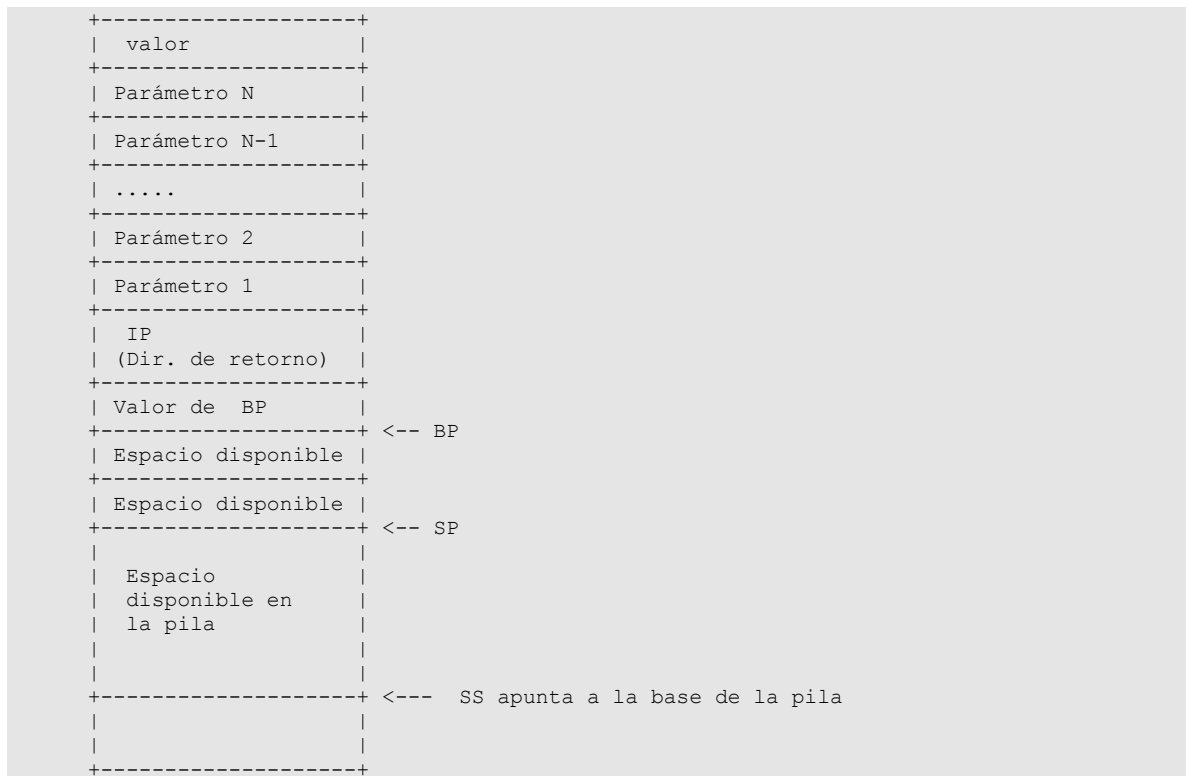 +--------------------+
|  valor             |
+--------------------+
| Parámetro N        |
+--------------------+
| Parámetro N-1      |
+--------------------+
| .....              |
+--------------------+
| Parámetro 2        |
+--------------------+
| Parámetro 1        |
+--------------------+
|  IP                |
| (Dir. de retorno)  |
+--------------------+
| Valor de  BP       |
+--------------------+ <-- BP
| Espacio disponible |
+--------------------+
| Espacio disponible |
+--------------------+ <-- SP
|                    |
|  Espacio           |
|  disponible en     |
|  la pila           |
|                    |
|                    |
+--------------------+ <---  SS apunta a la base de la pila
|                    |
|                    |
+--------------------+